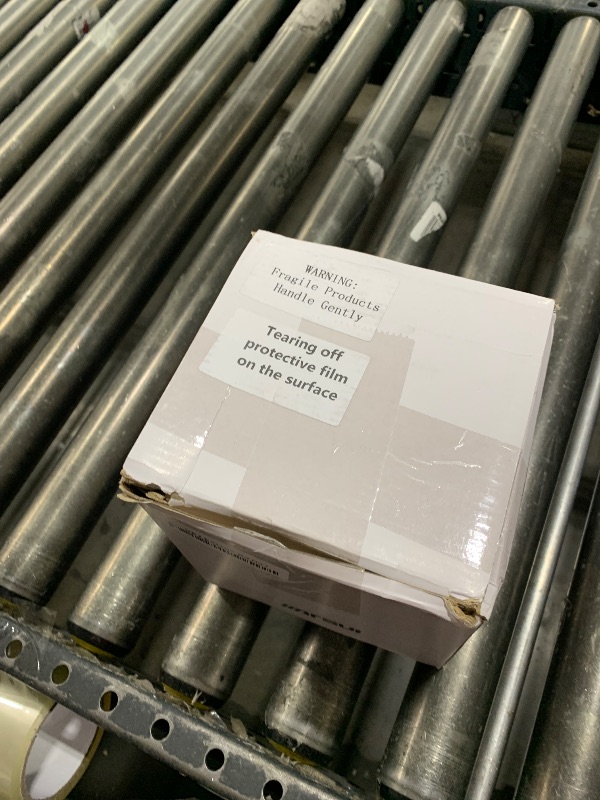 WARNING:
Fragile Products
Handle Gently
Tearing off
protective film
on the surface